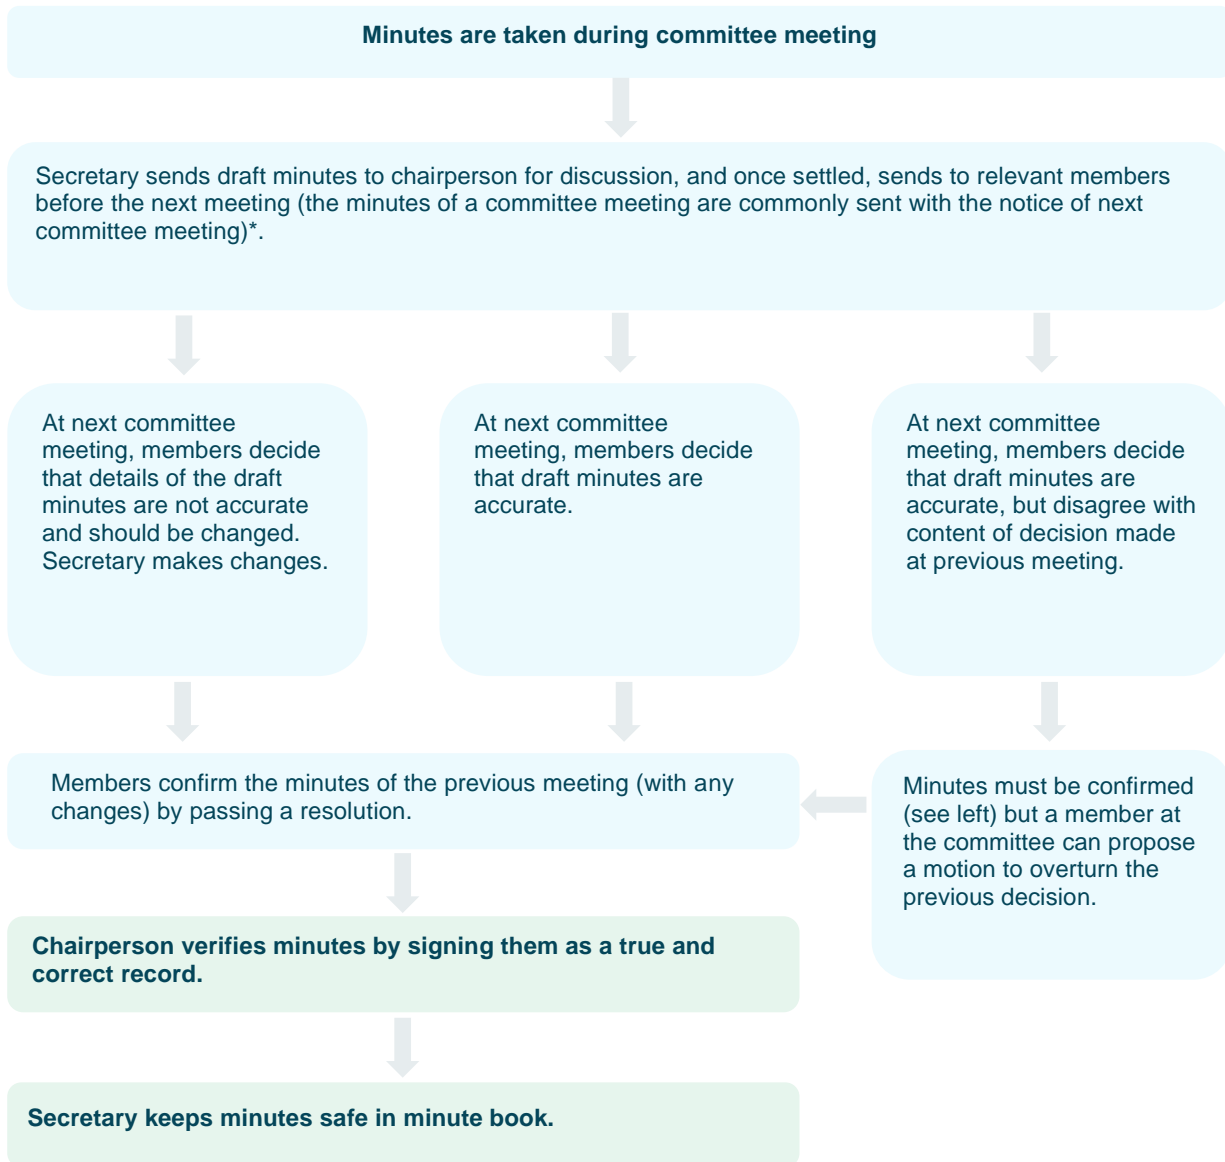 Minutes are taken during committee meeting
Secretary sends draft minutes to chairperson for discussion, and once settled, sends to relevant members
before the next meeting (the minutes of a committee meeting are commonly sent with the notice of next
committee meeting)*.
At next committee
meeting, members decide
that details of the draft
minutes are not accurate
and should be changed.
Secretary makes changes.
At next committee
meeting, members decide
that draft minutes are
accurate.
At next committee
meeting, members decide
that draft minutes are
accurate, but disagree with
content of decision made
at previous meeting.
Members confirm the minutes of the previous meeting (with any
changes) by passing a resolution.
Minutes must be confirmed
(see left) but a member at
the committee can propose
a motion to overturn the
previous decision.
Chairperson verifies minutes by signing them as a true and
correct record.
Secretary keeps minutes safe in minute book.